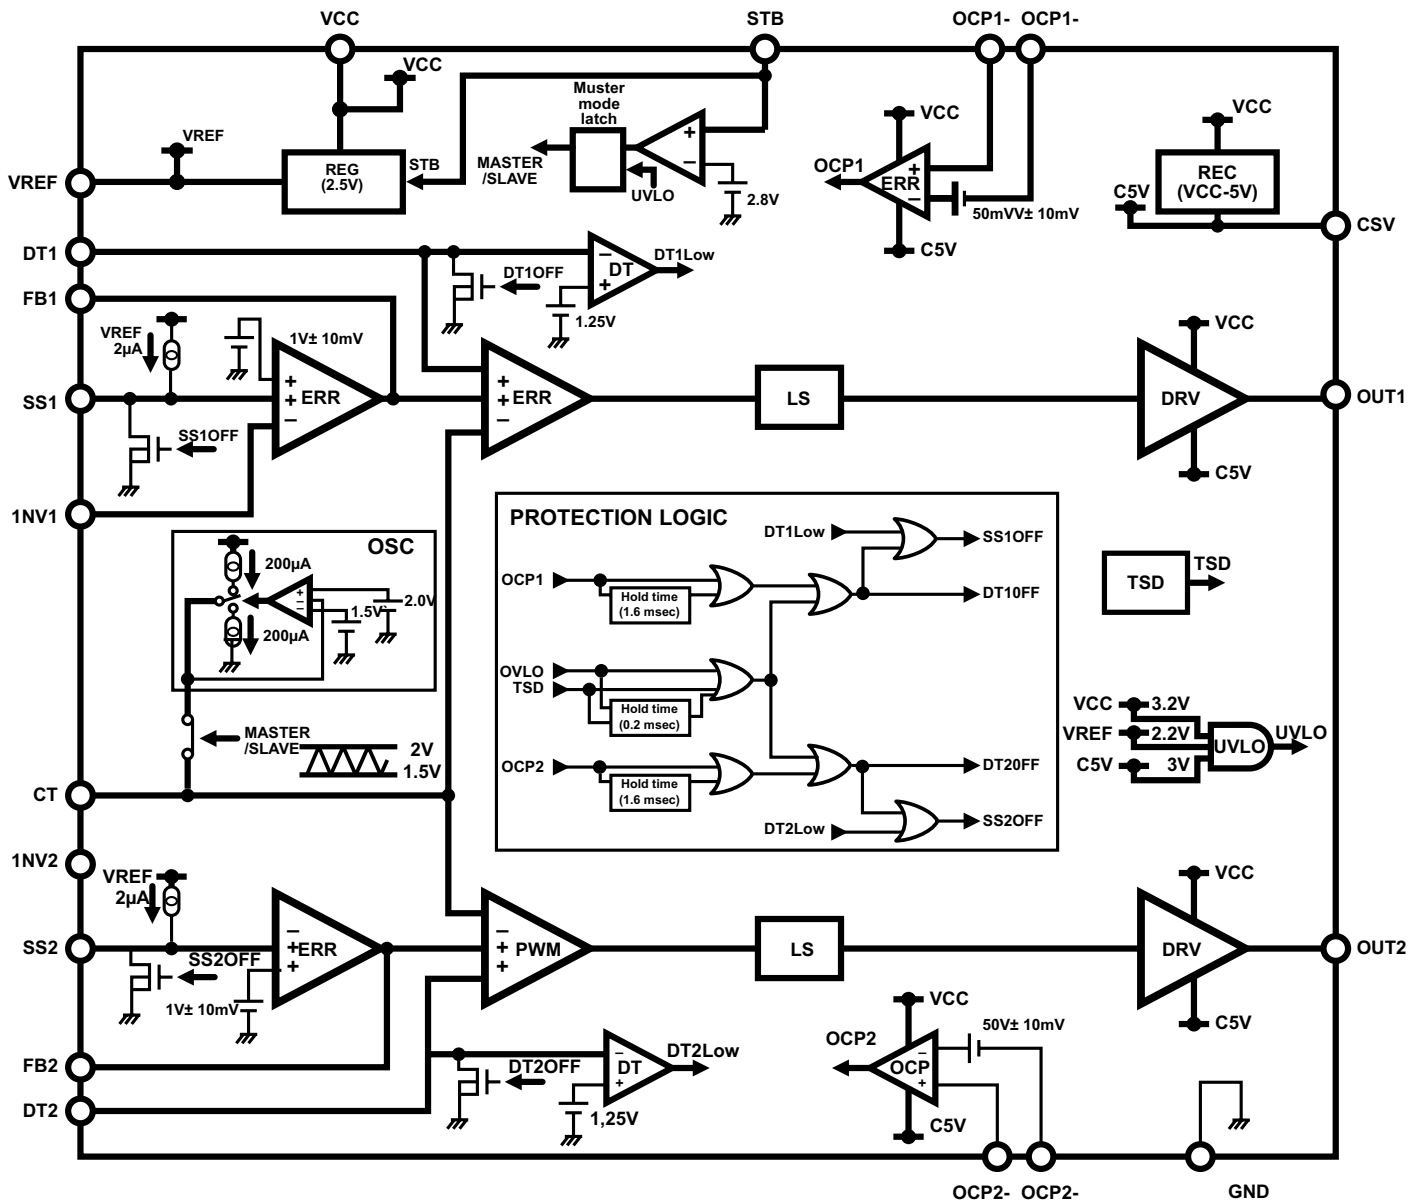 VCC
STB
OCP1-
OCP1-
VCC
Muster
mode
latch
VCC
VCC
VREF
VREF
REG
(2.5V)
STB
MASTER
/SLAVE
UVLO
+
−
2.8V
OCP1
ERR
+
−
50mVV± 10mV
C5V
REC
(VCC-5V)
C5V
CSV
DT1
DT1OFF
−
DT
+
DT1Low
1.25V
FB1
VREF
2µA
1V± 10mV
VCC
SS1
+
+
−
ERR
+
+
−
ERR
LS
DRV
OUT1
SS1OFF
C5V
1NV1
OSC
200µA
200µA
+
−
−
1.5V
2.0V
PROTECTION LOGIC
DT1Low
SS1OFF
OCP1
Hold time
(1.6 msec)
DT10FF
OVLO
TSD
Hold time
(0.2 msec)
OCP2
Hold time
(1.6 msec)
DT20FF
DT2Low
SS2OFF
TSD
TSD
VCC
3.2V
VREF
2.2V
C5V
3V
UVLO
UVLO
MASTER
/SLAVE
2V
1.5V
CT
1NV2
VREF
2µA
VCC
SS2
−
+
+
ERR
−
+
+
PWM
LS
DRV
OUT2
SS2OFF
1V± 10mV
C5V
VCC
50V± 10mV
FB2
DT2OFF
−
DT
+
DT2Low
OCP2
−
OCP
+
DT2
1,25V
C5V
OCP2-
OCP2-
GND